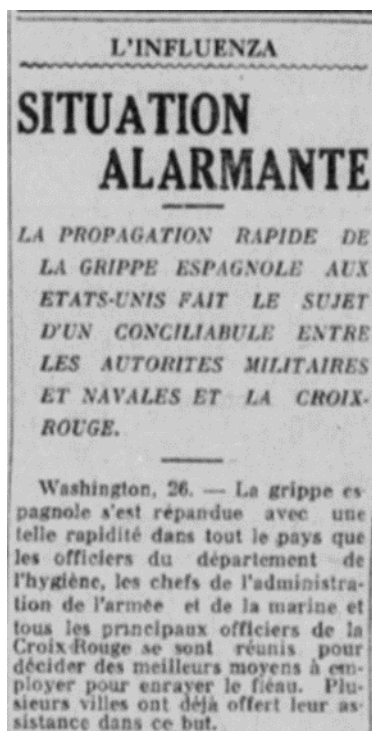 L'INFLUENZA
SITUATION
ALARMANTE
LA PROPAGATION RAPIDE DE
LA GRIPPE ESPAGNOLE AUX
ETATS-UNIS FAIT LE SUJET
D'UN CONCILIABULE ENTRE
LES AUTORITES MILITAIRES
ET NAVALES ET LA CROIX-
ROUGE.
Washington, 26. — La grippe es-
pagnole s'est répandue avec une
telle rapidité dans tout le pays que
les officiers du département de
l'hygiène, les chefs de l'administra-
tion de l'armée et de la marine et
tous les principaux officiers de la
Croix-Rouge se sont réunis pour
décider des meilleurs moyens à em-
ployer pour enrayer le fléau. Plu-
sieurs villes ont déjà offert leur as-
sistance dans ce but.